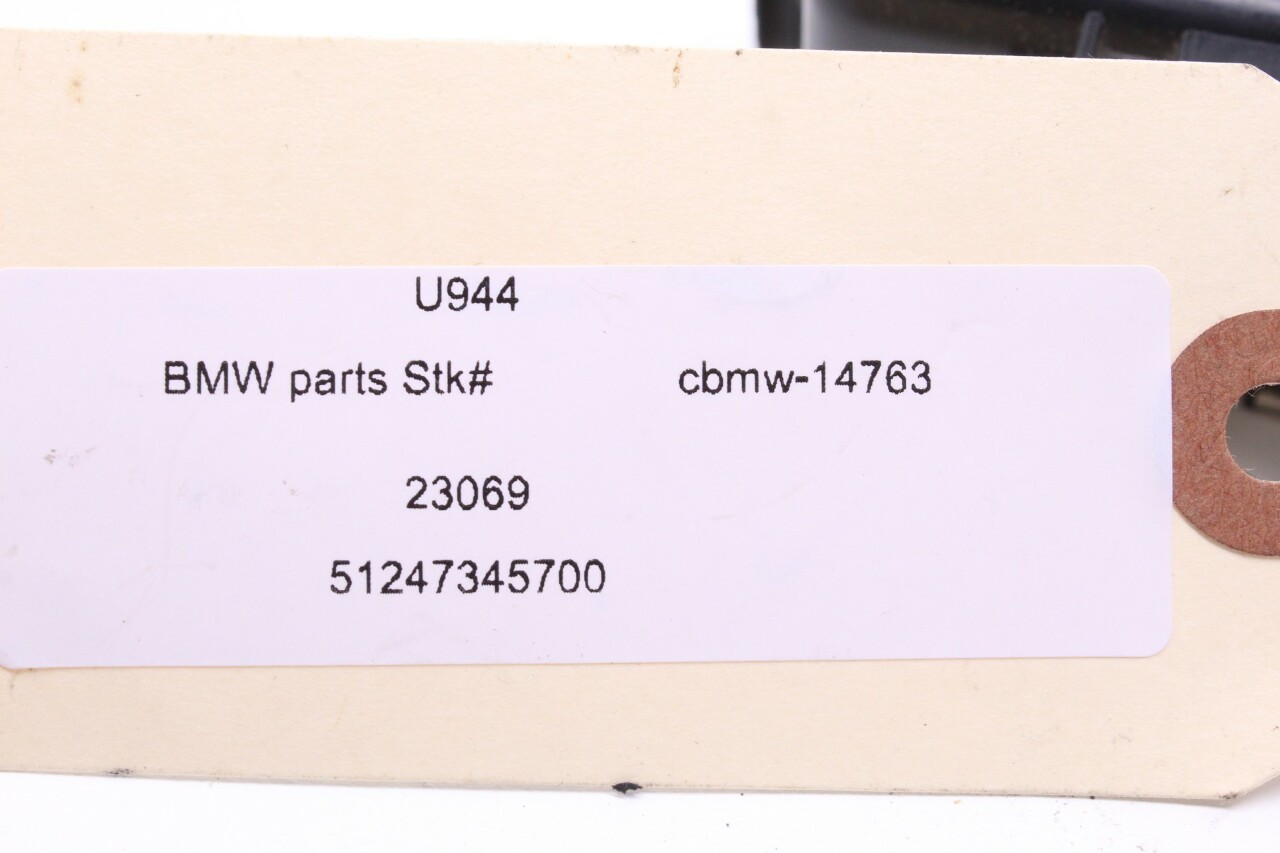 U944
BMW parts Stk# cbmw-14763
23069
51247345700